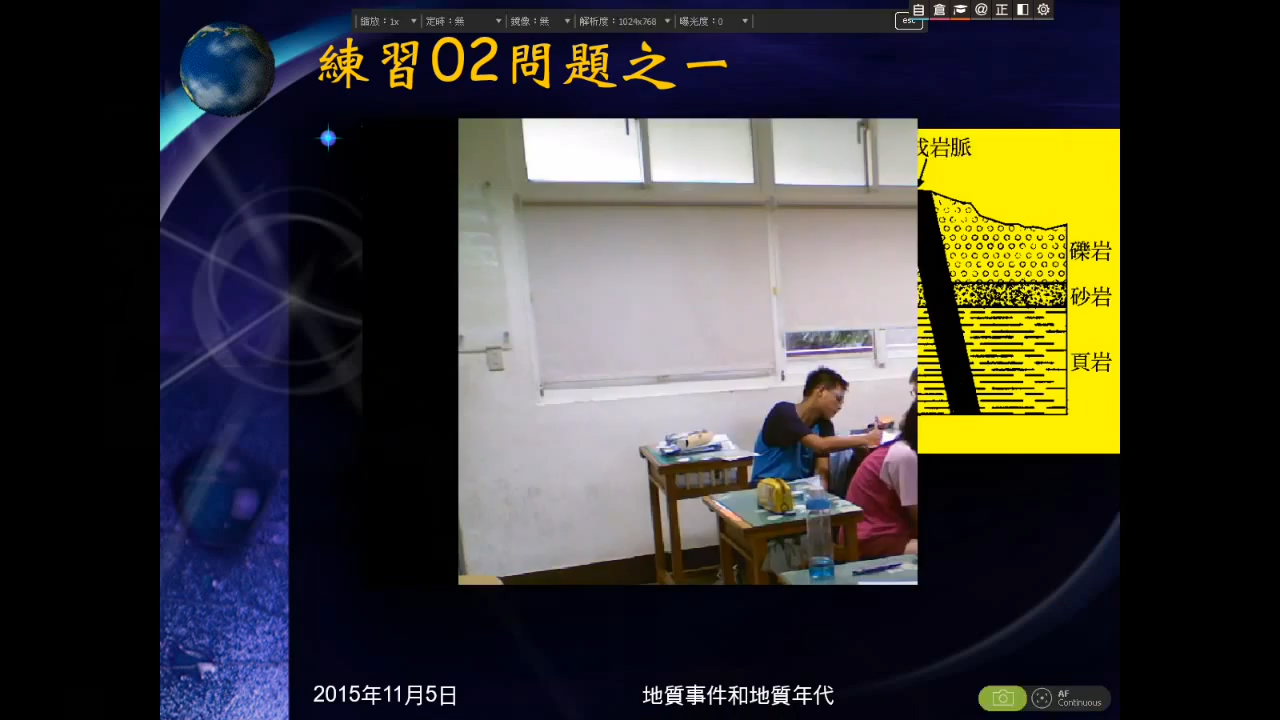 縮放：1x 定時：無 鏡像：無 解析度：1024x768 曝光度：0 esc
自 倉 @ 正
練習02問題之一
岩脈
礫岩
砂岩
頁岩
2015年11月5日
地質事件和地質年代
AF
Continuous